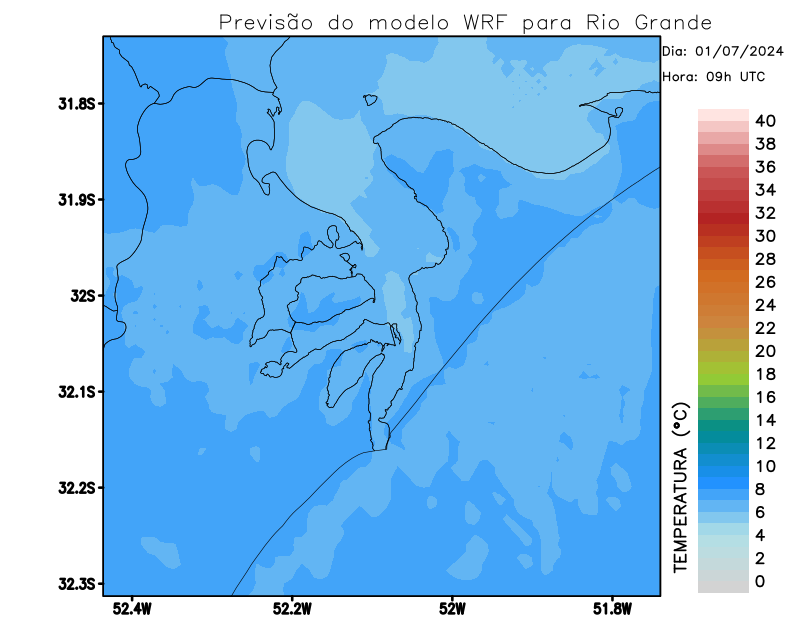 Previsão do modelo WRF para Rio Grande
Dia: 01/07/2024
Hora: 09h UTC
31.8S
31.9S
32S
32.1S
32.2S
32.3S
52.4W
52.2W
52W
51.8W
TEMPERATURA (ºC)
40
38
36
34
32
30
28
26
24
22
20
18
16
14
12
10
8
6
4
2
0